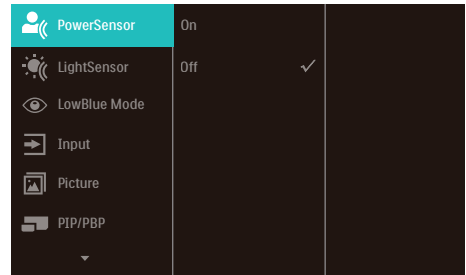 PowerSensor
On
LightSensor
Off
LowBlue Mode
Input
Picture
PIP/PBP